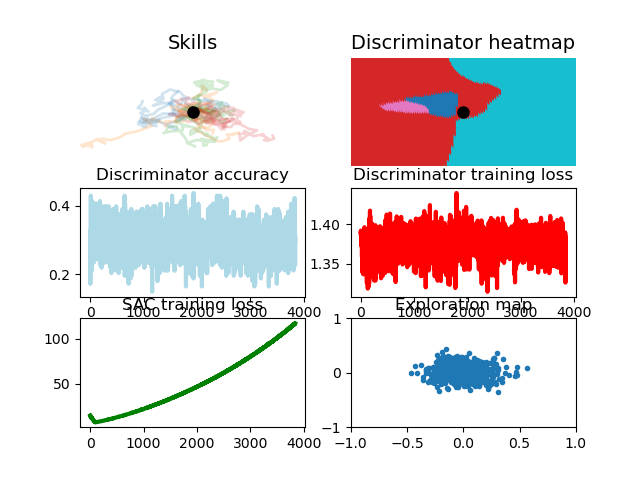 Skills
Discriminator heatmap
Discriminator accuracy
0.4
0.2
0 1000 2000 3000 4000
Discriminator training loss
1.40
1.35
0 1000 2000 3000 4000
SAC training loss
100
50
0 1000 2000 3000 4000
Exploration map
1
0
−1
−1.0 −0.5 0.0 0.5 1.0